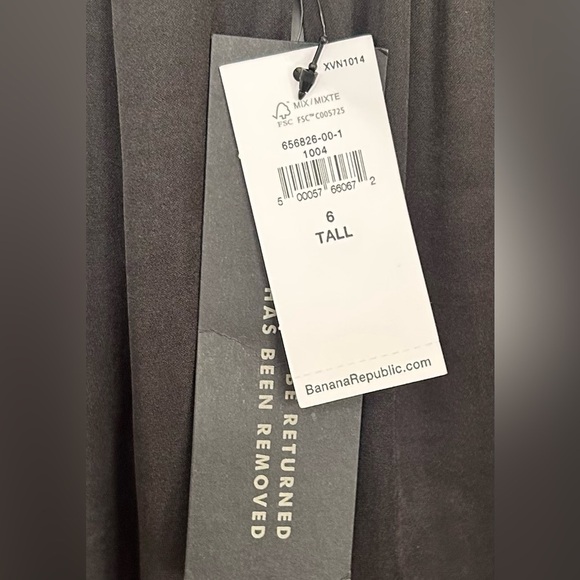 XVN1014
MIX/MIXTE
FSC FSC™ C005725
656826-00-1
1004
5 00057 66067 2
6
TALL
BananaRepublic.com
BE RETURNED
HAS BEEN REMOVED